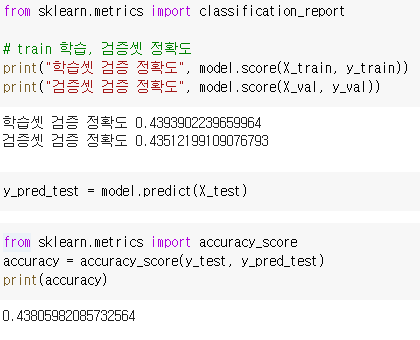 from sklearn.metrics import classification_report
# train 학습, 검증셋 정확도
print("학습셋 검증 정확도", model.score(X_train, y_train))
print("검증셋 검증 정확도", model.score(X_val, y_val))
학습셋 검증 정확도 0.4393902239659964
검증셋 검증 정확도 0.43512199109076793
y_pred_test = model.predict(X_test)
from sklearn.metrics import accuracy_score
accuracy = accuracy_score(y_test, y_pred_test)
print(accuracy)
0.43805982085732564